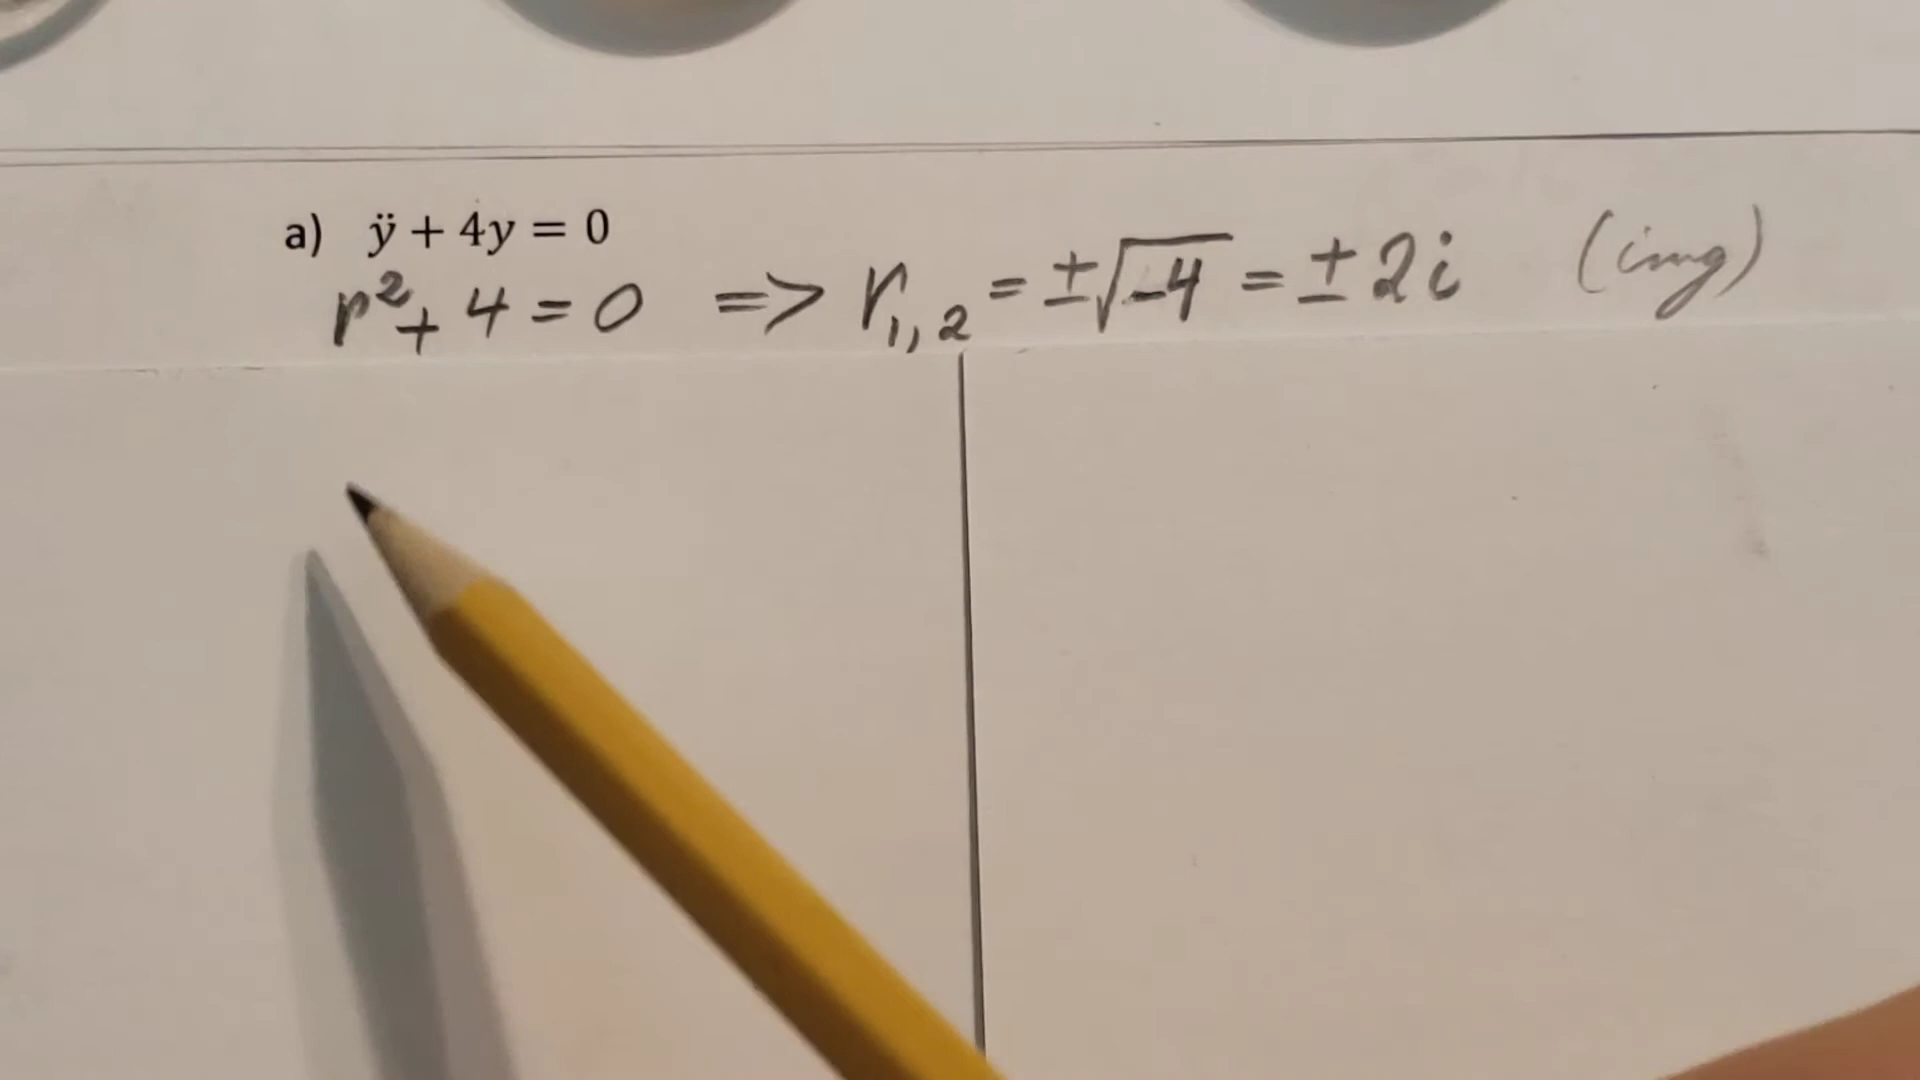 a) ÿ + 4y = 0
r² + 4 = 0 => r₁,₂ = ±√-4 = ±2i (img)